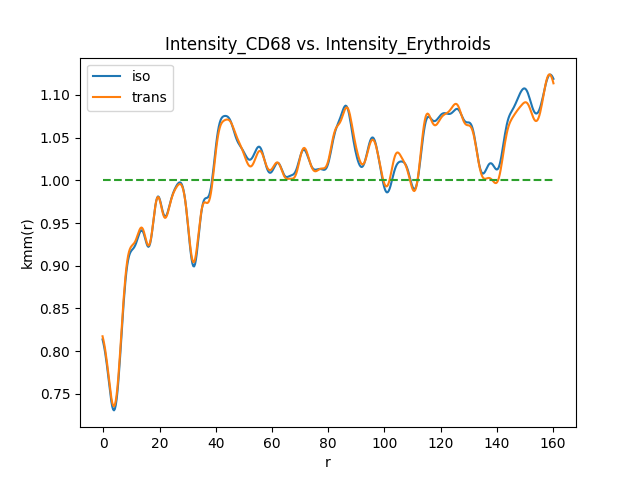 Intensity_CD68 vs. Intensity_Erythroids
iso
trans
kmm(r)
1.10
1.05
1.00
0.95
0.90
0.85
0.80
0.75
0 20 40 60 80 100 120 140 160
r